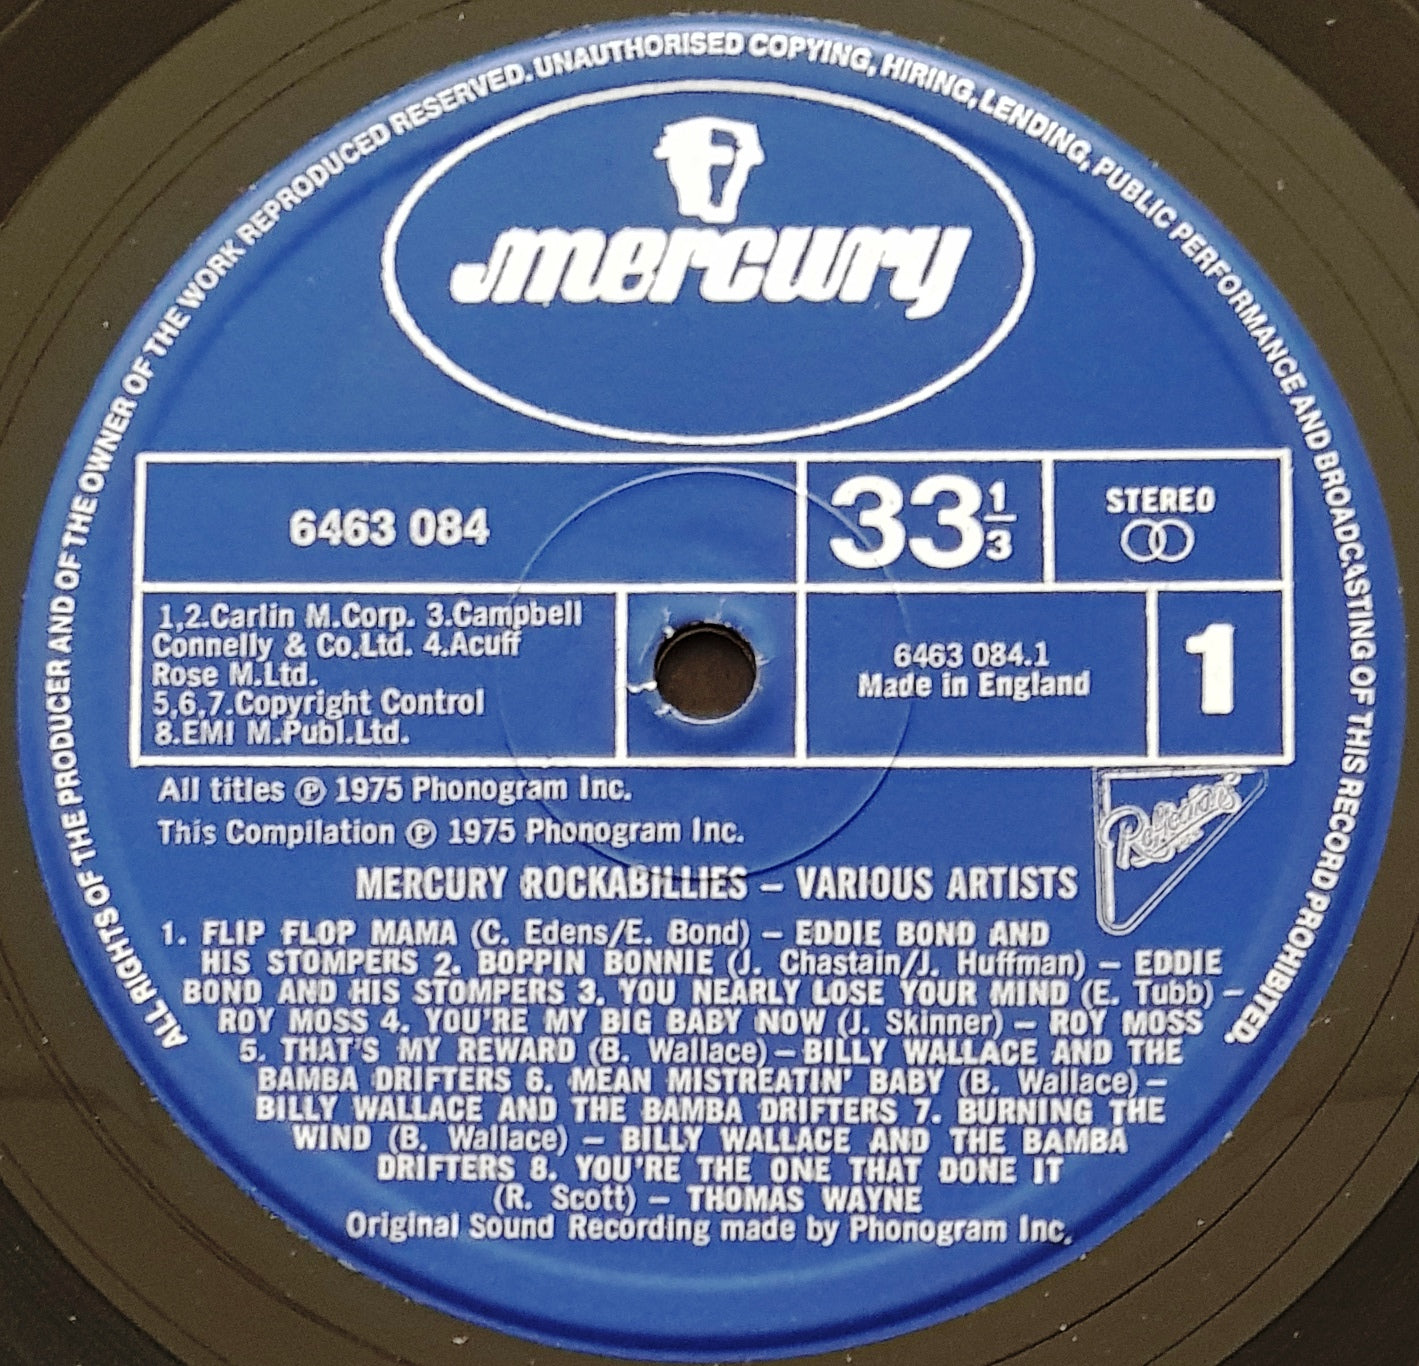 ALL RIGHTS OF THE PRODUCER AND OF THE OWNER OF THE WORK REPRODUCED RESERVED. UNAUTHORISED COPYING, HIRING, LENDING, PUBLIC PERFORMANCE AND BROADCASTING OF THIS RECORD PROHIBITED.
mercury
6463 084
33 1/3
STEREO
1,2.Carlin M.Corp. 3.Campbell
Connelly & Co.Ltd. 4.Acuff
Rose M.Ltd.
5,6,7.Copyright Control
8.EMI M.Publ.Ltd.
6463 084.1
Made in England
1
All titles ℗ 1975 Phonogram Inc.
This Compilation ℗ 1975 Phonogram Inc.
Reflections
MERCURY ROCKABILLIES – VARIOUS ARTISTS
1. FLIP FLOP MAMA (C. Edens/E. Bond) – EDDIE BOND AND
HIS STOMPERS 2. BOPPIN BONNIE (J. Chastain/J. Huffman) – EDDIE
BOND AND HIS STOMPERS 3. YOU NEARLY LOSE YOUR MIND (E. Tubb) –
ROY MOSS 4. YOU'RE MY BIG BABY NOW (J. Skinner) – ROY MOSS
5. THAT'S MY REWARD (B. Wallace) – BILLY WALLACE AND THE
BAMBA DRIFTERS 6. MEAN MISTREATIN' BABY (B. Wallace) –
BILLY WALLACE AND THE BAMBA DRIFTERS 7. BURNING THE
WIND (B. Wallace) – BILLY WALLACE AND THE BAMBA
DRIFTERS 8. YOU'RE THE ONE THAT DONE IT
(R. Scott) – THOMAS WAYNE
Original Sound Recording made by Phonogram Inc.